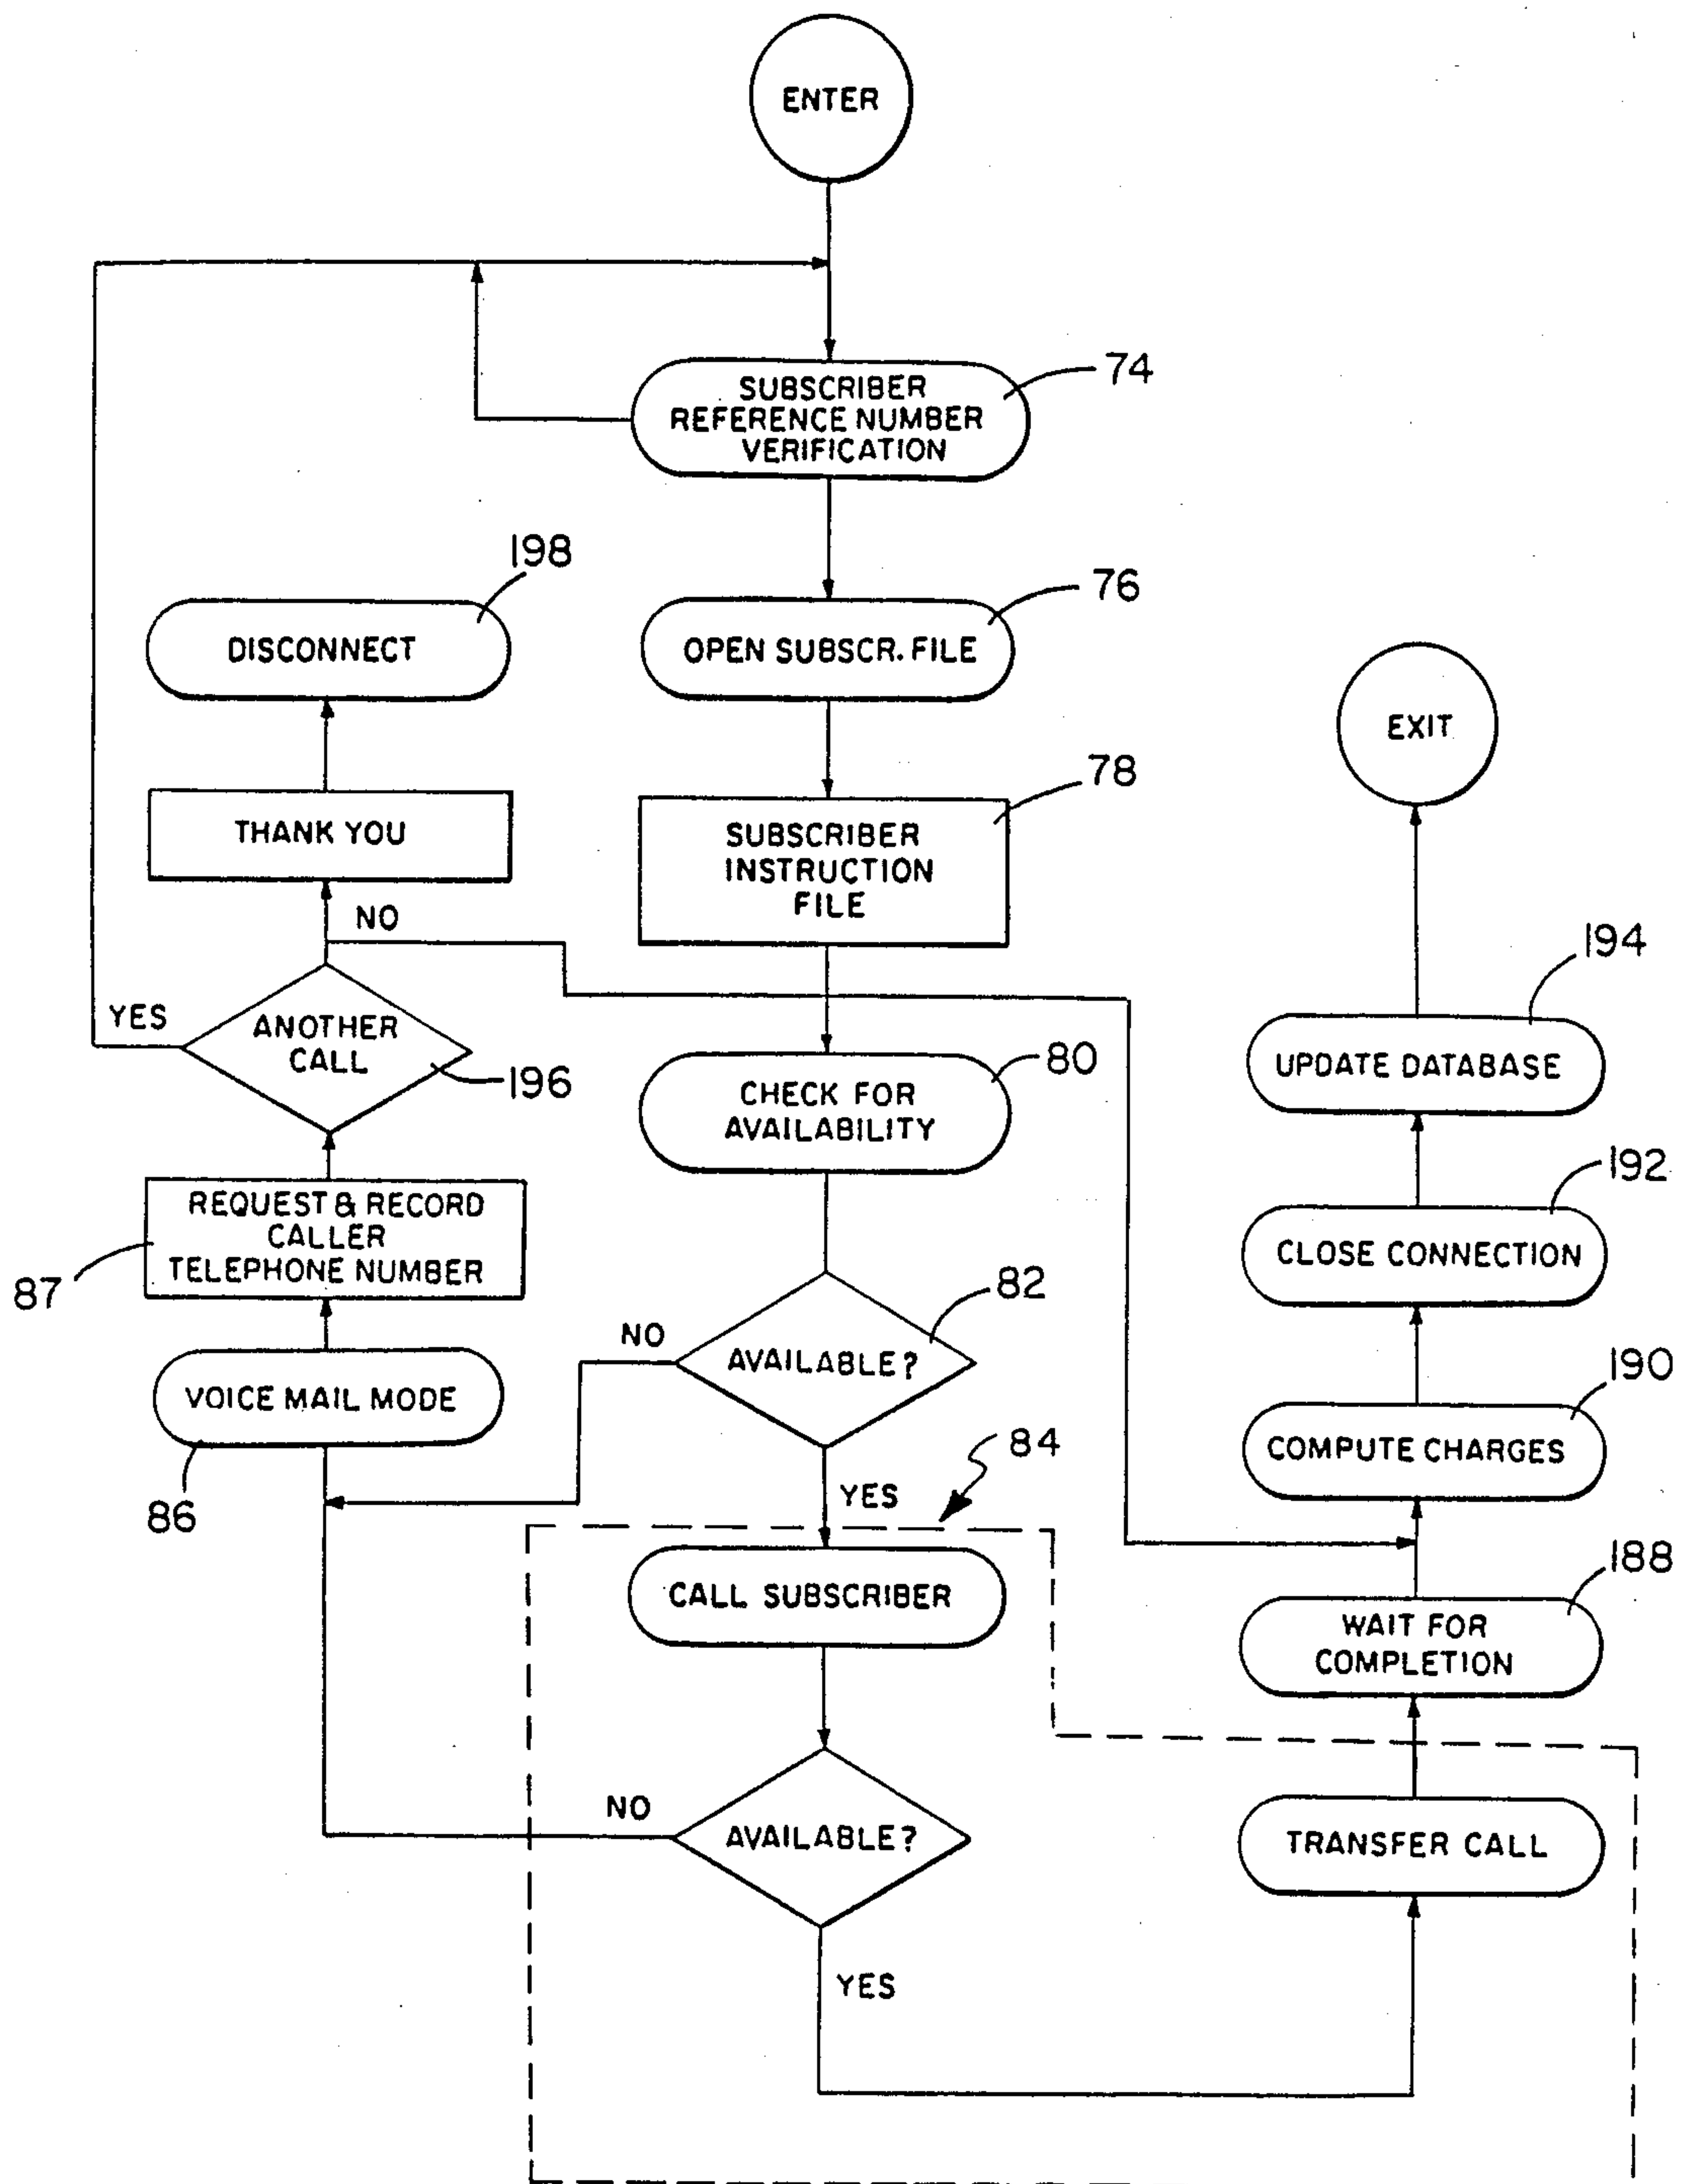 ENTER
SUBSCRIBER
REFERENCE NUMBER
VERIFICATION
74
198
DISCONNECT
76
OPEN SUBSCR. FILE
EXIT
THANK YOU
78
SUBSCRIBER
INSTRUCTION
FILE
NO
194
YES
ANOTHER
CALL
196
80
CHECK FOR
AVAILABILITY
UPDATE DATABASE
192
REQUEST & RECORD
CALLER
TELEPHONE NUMBER
87
CLOSE CONNECTION
82
NO
AVAILABLE?
190
VOICE MAIL MODE
86
84
COMPUTE CHARGES
YES
188
CALL SUBSCRIBER
WAIT FOR
COMPLETION
NO
AVAILABLE?
TRANSFER CALL
YES